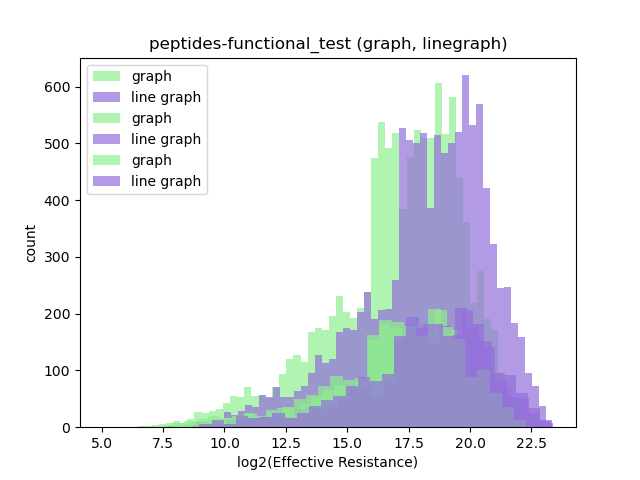 peptides-functional_test (graph, linegraph)
graph
line graph
graph
line graph
graph
line graph
600
500
400
300
200
100
0
count
5.0 7.5 10.0 12.5 15.0 17.5 20.0 22.5
log2(Effective Resistance)